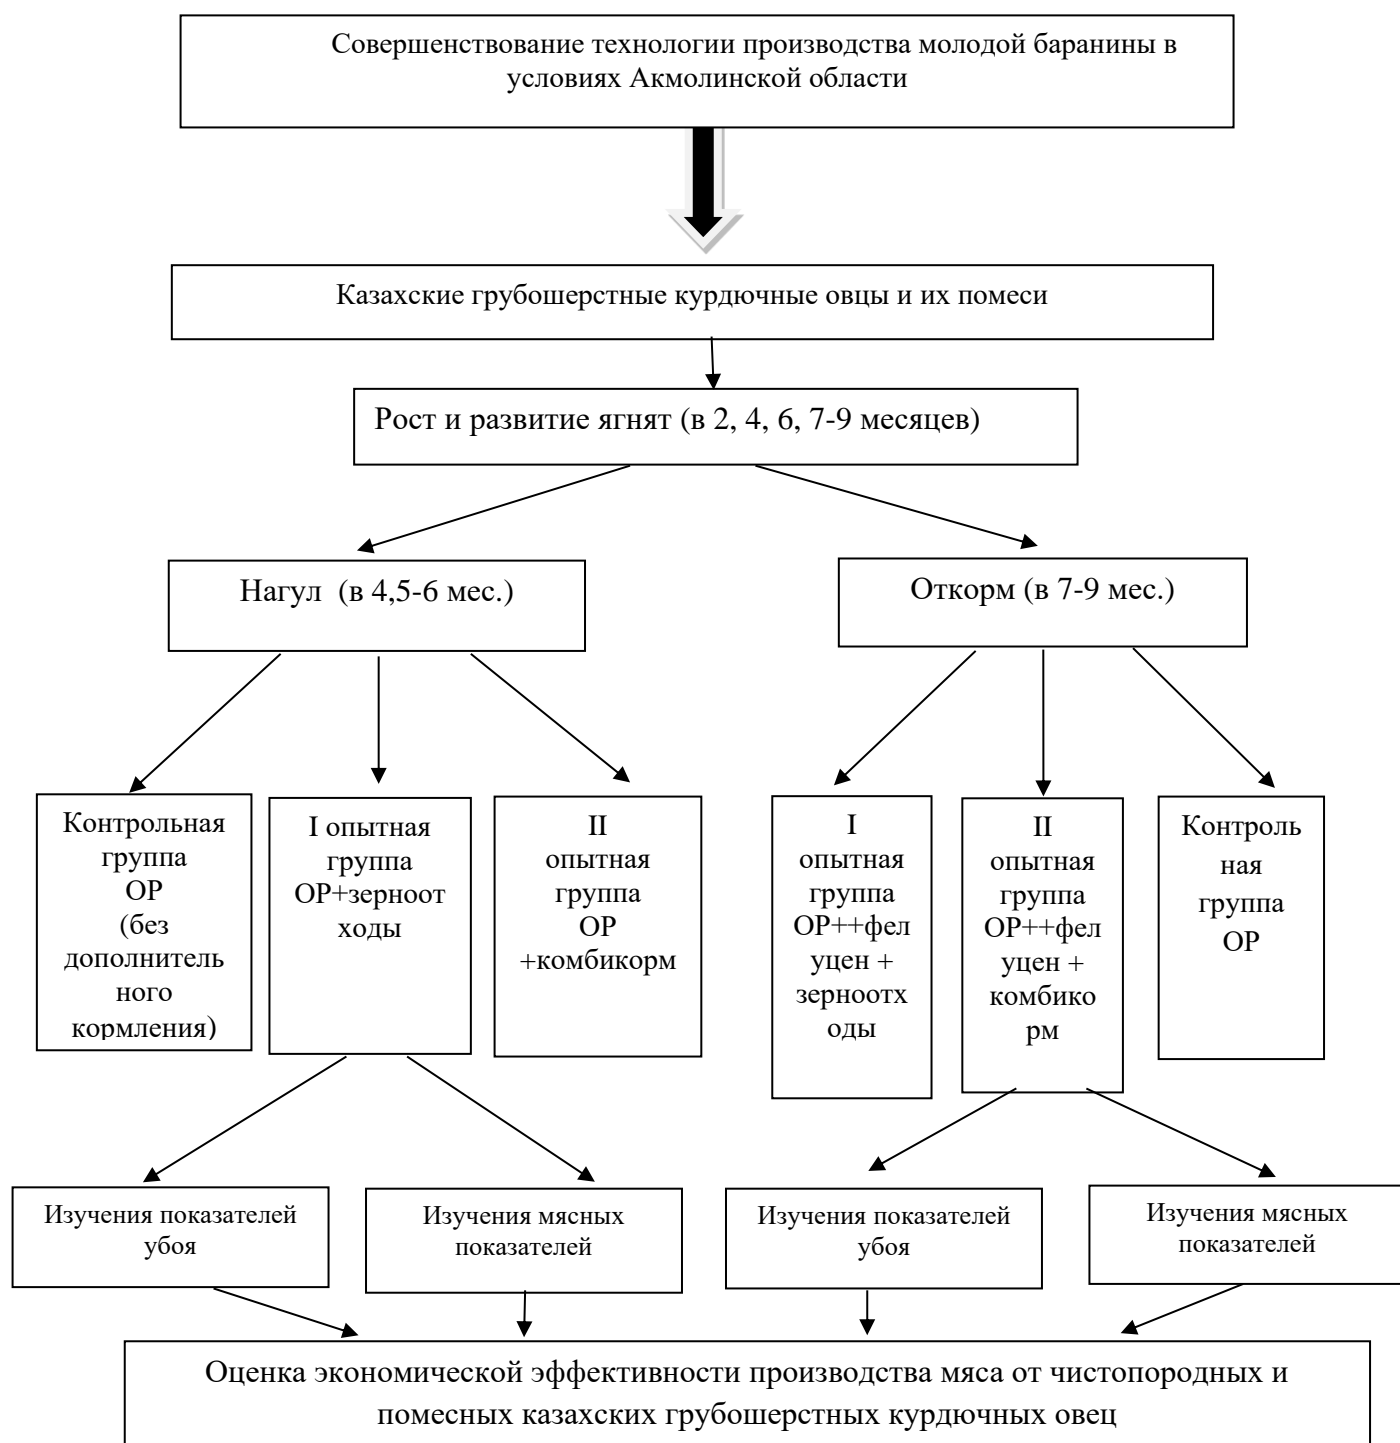 Совершенствование технологии производства молодой баранины в
условиях Акмолинской области
Казахские грубошерстные курдючные овцы и их помеси
Рост и развитие ягнят (в 2, 4, 6, 7-9 месяцев)
Нагул (в 4,5-6 мес.)
Откорм (в 7-9 мес.)
Контрольная
группа
ОР
(без
дополнитель
ного
кормления)
I опытная
группа
ОР+зерноот
ходы
II
опытная
группа
ОР
+комбикорм
I
опытная
группа
ОР++фел
уцен +
зерноотх
оды
II
опытная
группа
ОР++фел
уцен +
комбико
рм
Контроль
ная
группа
ОР
Изучения показателей
убоя
Изучения мясных
показателей
Изучения показателей
убоя
Изучения мясных
показателей
Оценка экономической эффективности производства мяса от чистопородных и
помесных казахских грубошерстных курдючных овец